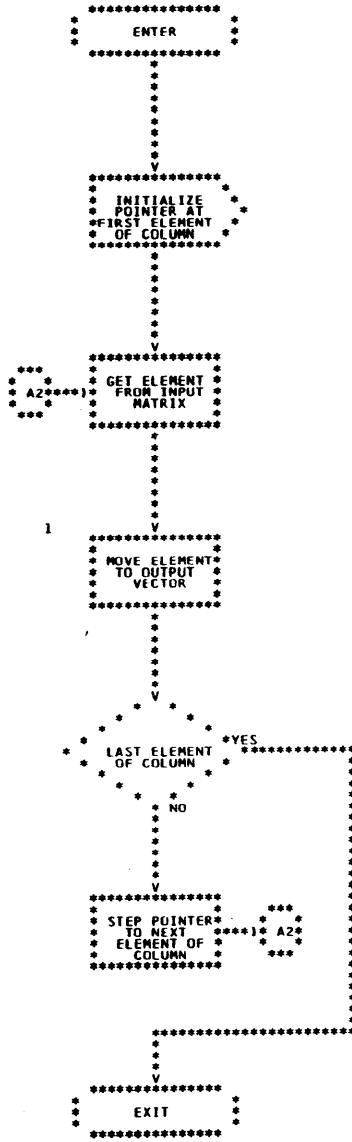 ENTER
INITIALIZE
POINTER AT
FIRST ELEMENT
OF COLUMN
A2
GET ELEMENT
FROM INPUT
MATRIX
1
MOVE ELEMENT
TO OUTPUT
VECTOR
YES
LAST ELEMENT
OF COLUMN
NO
STEP POINTER
TO NEXT
ELEMENT OF
COLUMN
A2
EXIT